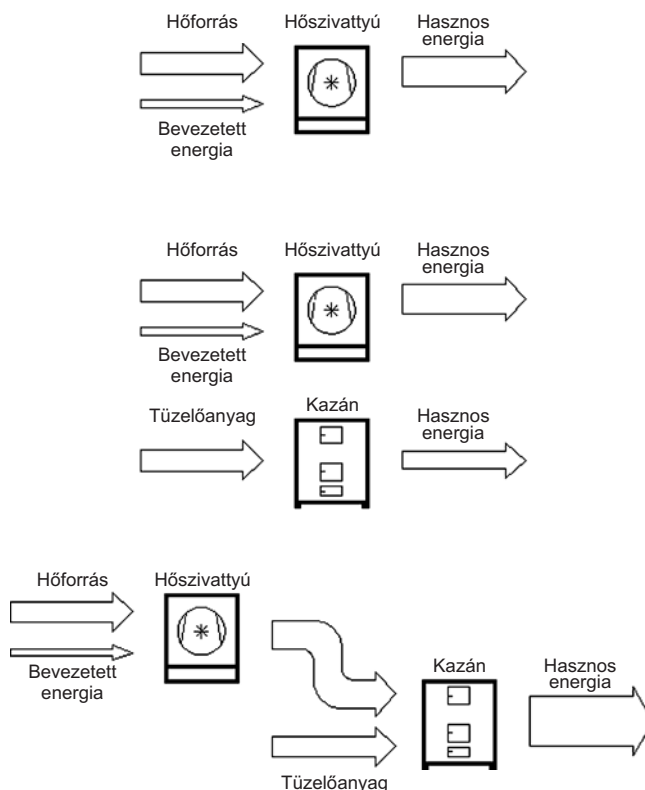 Hőforrás
Hőszivattyú
Hasznos
energia
Bevezetett
energia
Hőforrás
Hőszivattyú
Hasznos
energia
Bevezetett
energia
Tüzelőanyag
Kazán
Hasznos
energia
Hőforrás
Hőszivattyú
Bevezetett
energia
Kazán
Hasznos
energia
Tüzelőanyag